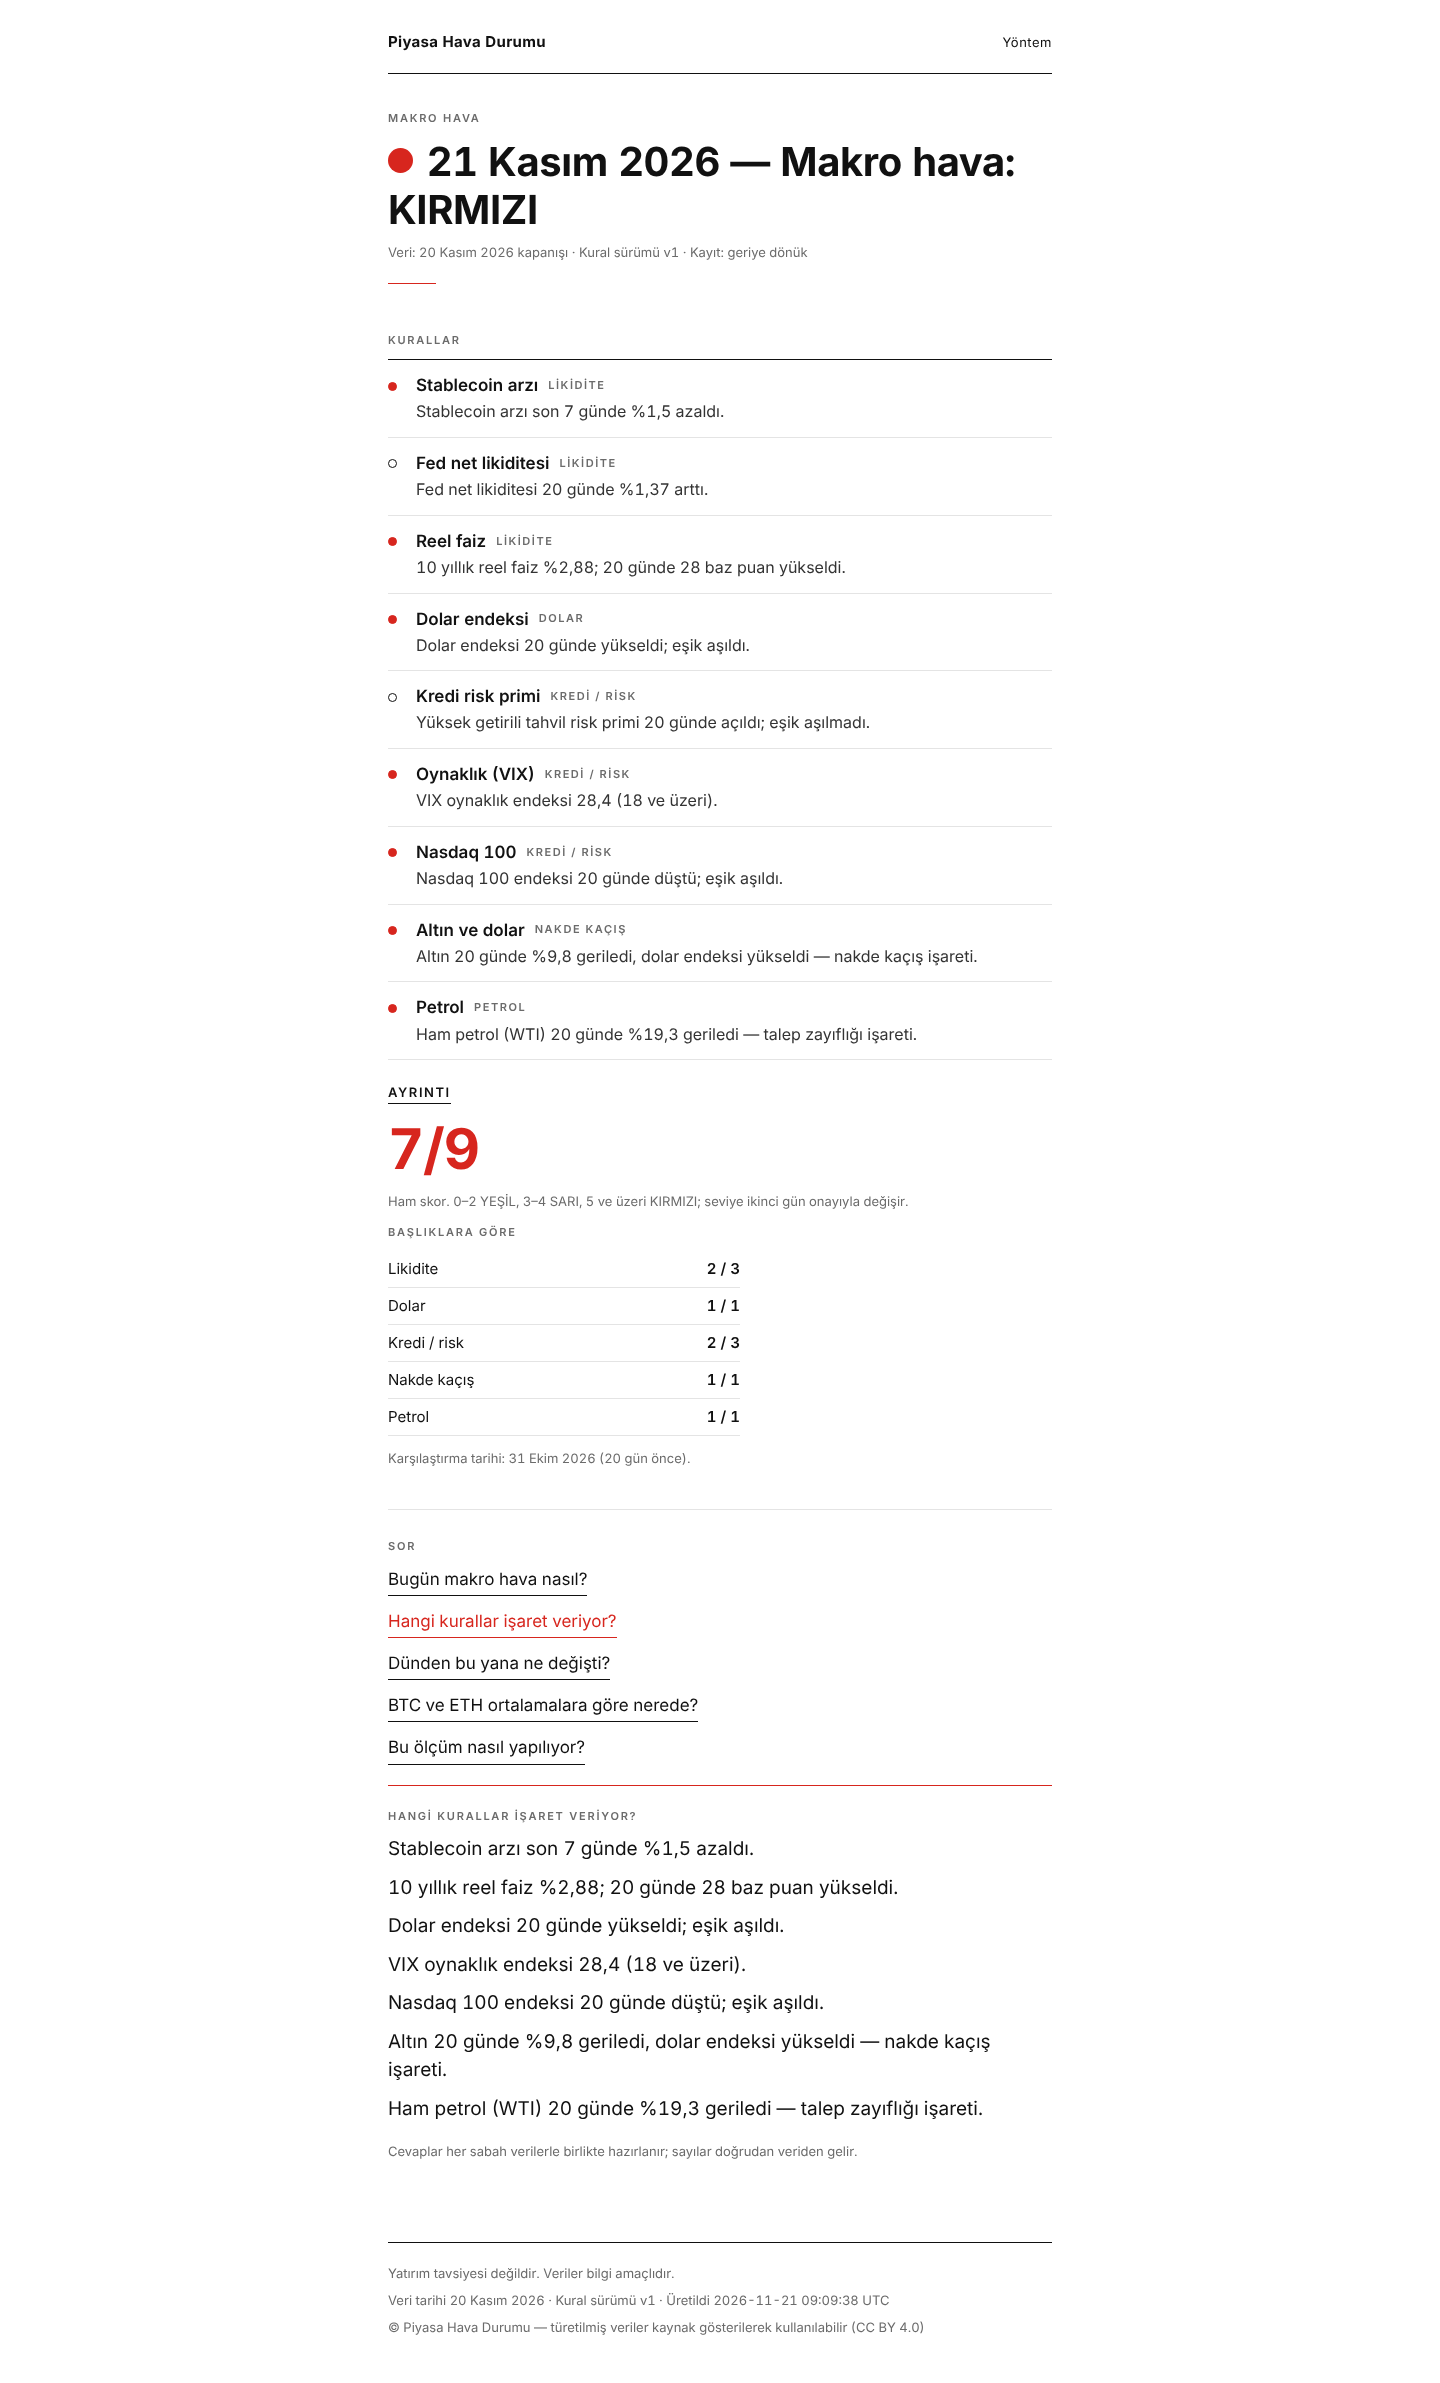 Piyasa Hava Durumu
Yöntem
MAKRO HAVA
21 Kasım 2026 — Makro hava:
KIRMIZI
Veri: 20 Kasım 2026 kapanışı · Kural sürümü v1 · Kayıt: geriye dönük
KURALLAR
Stablecoin arzı LİKİDİTE
Stablecoin arzı son 7 günde %1,5 azaldı.
Fed net likiditesi LİKİDİTE
Fed net likiditesi 20 günde %1,37 arttı.
Reel faiz LİKİDİTE
10 yıllık reel faiz %2,88; 20 günde 28 baz puan yükseldi.
Dolar endeksi DOLAR
Dolar endeksi 20 günde yükseldi; eşik aşıldı.
Kredi risk primi KREDİ / RİSK
Yüksek getirili tahvil risk primi 20 günde açıldı; eşik aşılmadı.
Oynaklık (VIX) KREDİ / RİSK
VIX oynaklık endeksi 28,4 (18 ve üzeri).
Nasdaq 100 KREDİ / RİSK
Nasdaq 100 endeksi 20 günde düştü; eşik aşıldı.
Altın ve dolar NAKDE KAÇIŞ
Altın 20 günde %9,8 geriledi, dolar endeksi yükseldi — nakde kaçış işareti.
Petrol PETROL
Ham petrol (WTI) 20 günde %19,3 geriledi — talep zayıflığı işareti.
AYRINTI
7/9
Ham skor. 0–2 YEŞİL, 3–4 SARI, 5 ve üzeri KIRMIZI; seviye ikinci gün onayıyla değişir.
BAŞLIKLARA GÖRE
Likidite 2 / 3
Dolar 1 / 1
Kredi / risk 2 / 3
Nakde kaçış 1 / 1
Petrol 1 / 1
Karşılaştırma tarihi: 31 Ekim 2026 (20 gün önce).
SOR
Bugün makro hava nasıl?
Hangi kurallar işaret veriyor?
Dünden bu yana ne değişti?
BTC ve ETH ortalamalara göre nerede?
Bu ölçüm nasıl yapılıyor?
HANGİ KURALLAR İŞARET VERİYOR?
Stablecoin arzı son 7 günde %1,5 azaldı.
10 yıllık reel faiz %2,88; 20 günde 28 baz puan yükseldi.
Dolar endeksi 20 günde yükseldi; eşik aşıldı.
VIX oynaklık endeksi 28,4 (18 ve üzeri).
Nasdaq 100 endeksi 20 günde düştü; eşik aşıldı.
Altın 20 günde %9,8 geriledi, dolar endeksi yükseldi — nakde kaçış
işareti.
Ham petrol (WTI) 20 günde %19,3 geriledi — talep zayıflığı işareti.
Cevaplar her sabah verilerle birlikte hazırlanır; sayılar doğrudan veriden gelir.
Yatırım tavsiyesi değildir. Veriler bilgi amaçlıdır.
Veri tarihi 20 Kasım 2026 · Kural sürümü v1 · Üretildi 2026-11-21 09:09:38 UTC
© Piyasa Hava Durumu — türetilmiş veriler kaynak gösterilerek kullanılabilir (CC BY 4.0)